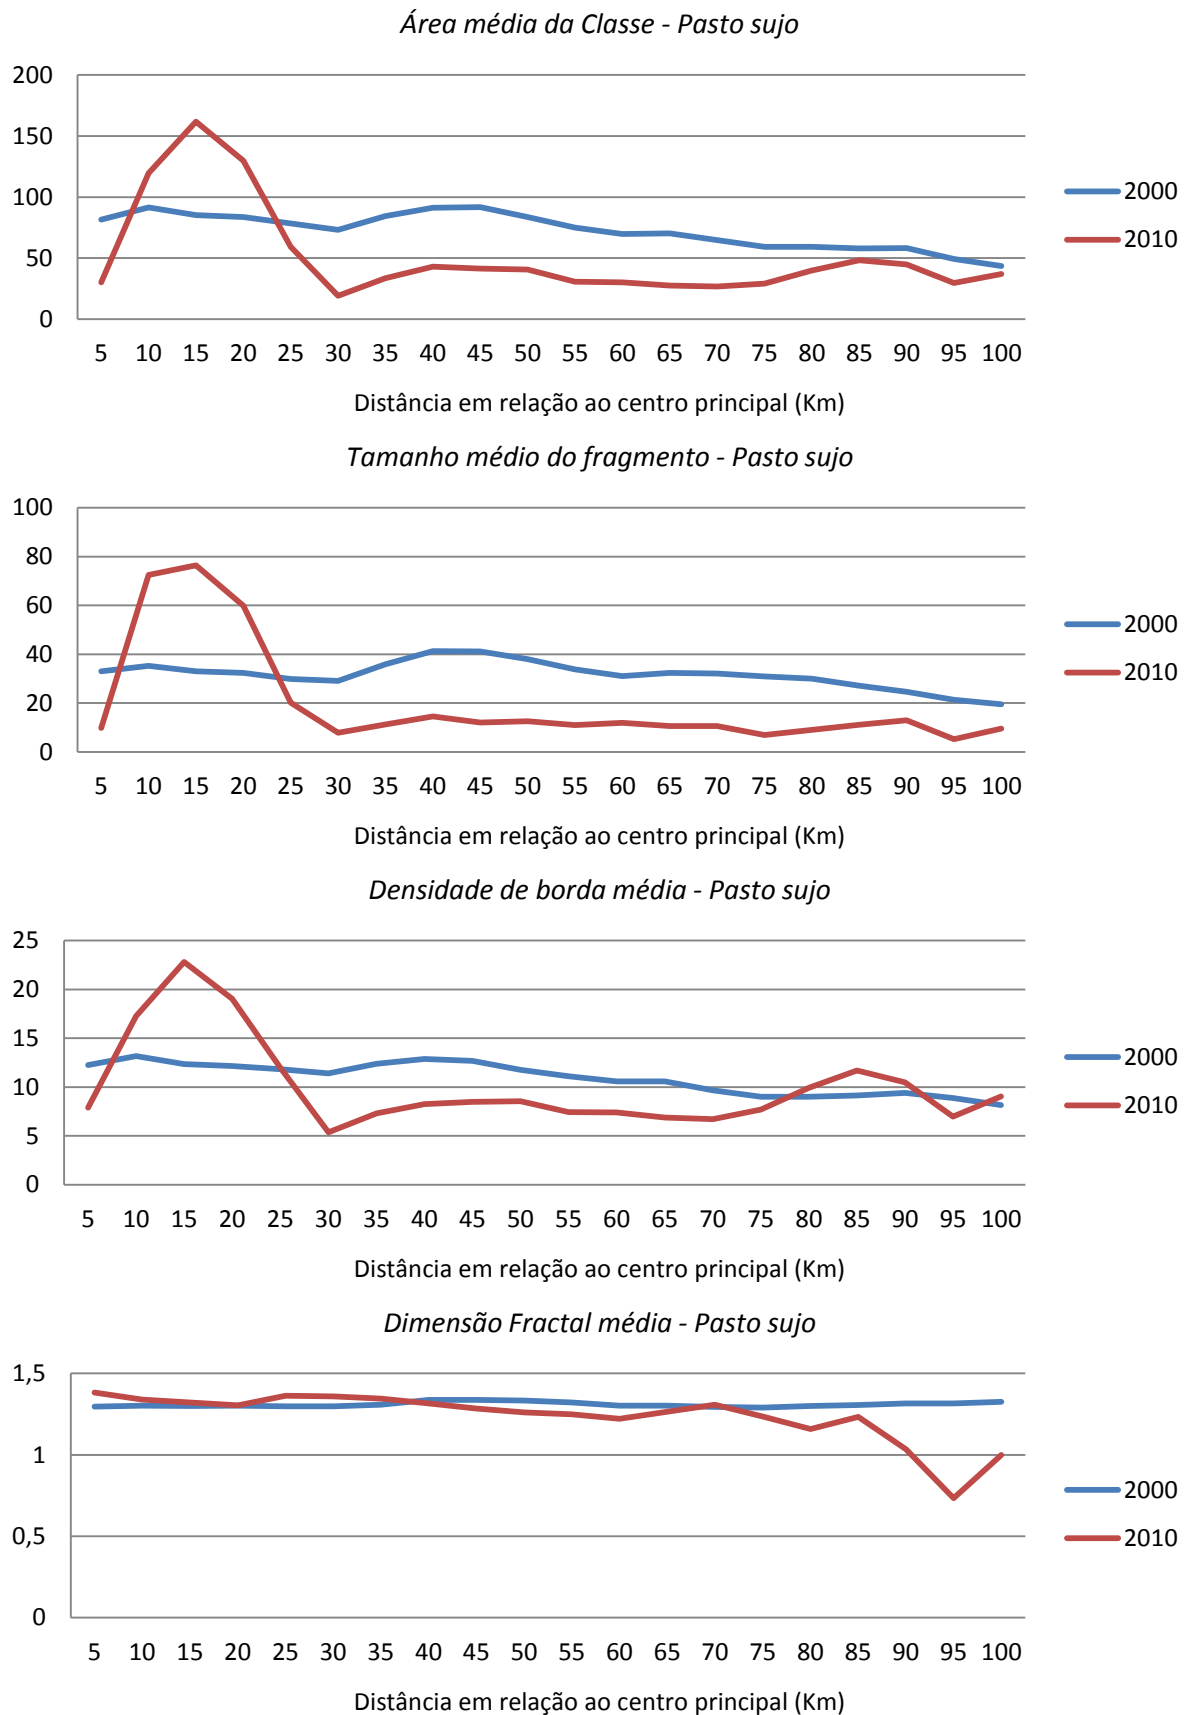 Área média da Classe - Pasto sujo
200
150
100
50
0
2000
2010
5 10 15 20 25 30 35 40 45 50 55 60 65 70 75 80 85 90 95 100
Distância em relação ao centro principal (Km)
Tamanho médio do fragmento - Pasto sujo
100
80
60
40
20
0
2000
2010
5 10 15 20 25 30 35 40 45 50 55 60 65 70 75 80 85 90 95 100
Distância em relação ao centro principal (Km)
Densidade de borda média - Pasto sujo
25
20
15
10
5
0
2000
2010
5 10 15 20 25 30 35 40 45 50 55 60 65 70 75 80 85 90 95 100
Distância em relação ao centro principal (Km)
Dimensão Fractal média - Pasto sujo
1,5
1
0,5
0
2000
2010
5 10 15 20 25 30 35 40 45 50 55 60 65 70 75 80 85 90 95 100
Distância em relação ao centro principal (Km)